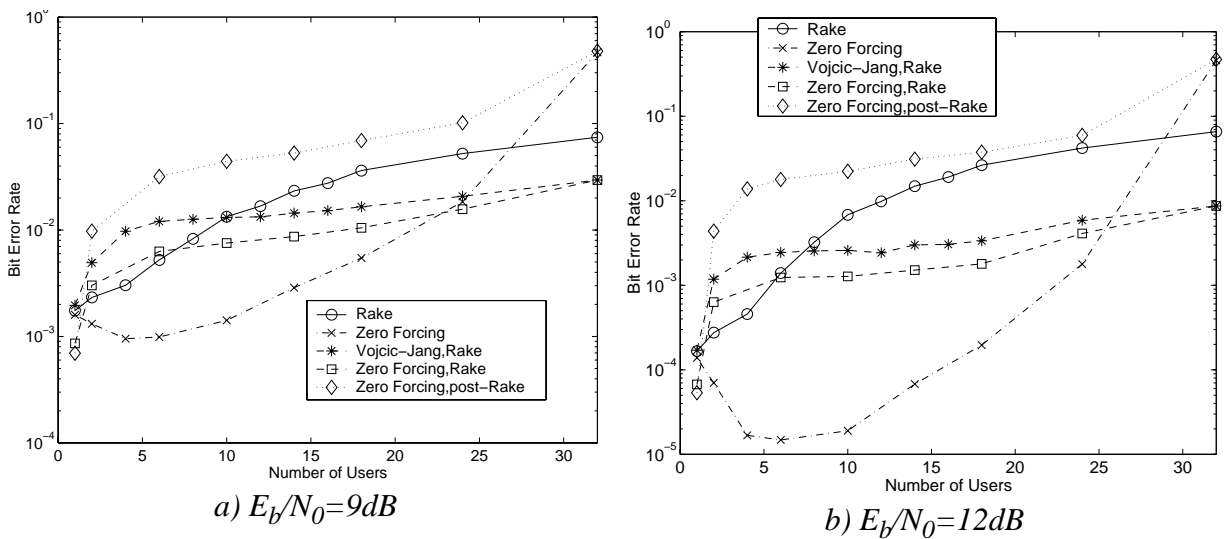 10^0
10^-1
10^-2
10^-3
10^-4
Bit Error Rate
0 5 10 15 20 25 30
Number of Users
Rake
Zero Forcing
Vojcic-Jang,Rake
Zero Forcing,Rake
Zero Forcing,post-Rake
a) E_b/N_0=9dB
10^0
10^-1
10^-2
10^-3
10^-4
10^-5
Bit Error Rate
0 5 10 15 20 25 30
Number of Users
Rake
Zero Forcing
Vojcic-Jang,Rake
Zero Forcing,Rake
Zero Forcing,post-Rake
b) E_b/N_0=12dB